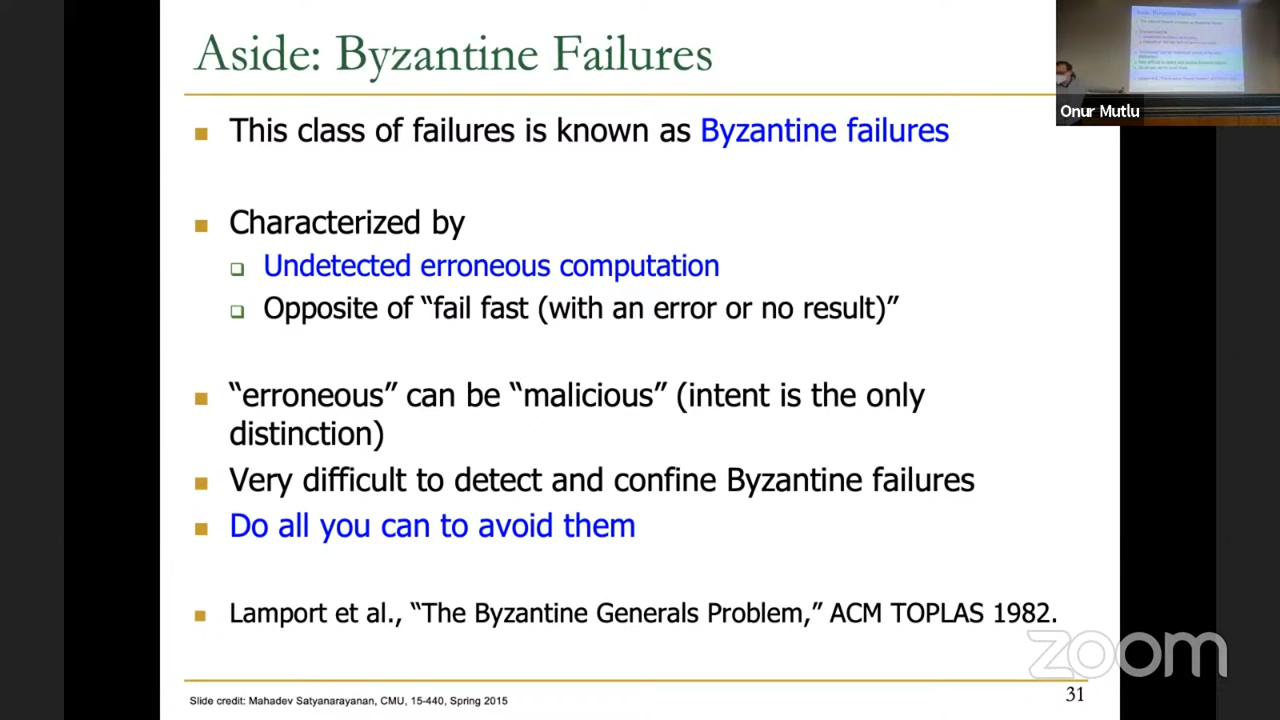 Aside: Byzantine Failures
This class of failures is known as Byzantine failures
Characterized by
Undetected erroneous computation
Opposite of “fail fast (with an error or no result)”
“erroneous” can be “malicious” (intent is the only
distinction)
Very difficult to detect and confine Byzantine failures
Do all you can to avoid them
Lamport et al., “The Byzantine Generals Problem,” ACM TOPLAS 1982.
Slide credit: Mahadev Satyanarayanan, CMU, 15-440, Spring 2015
31
Onur Mutlu
zoom